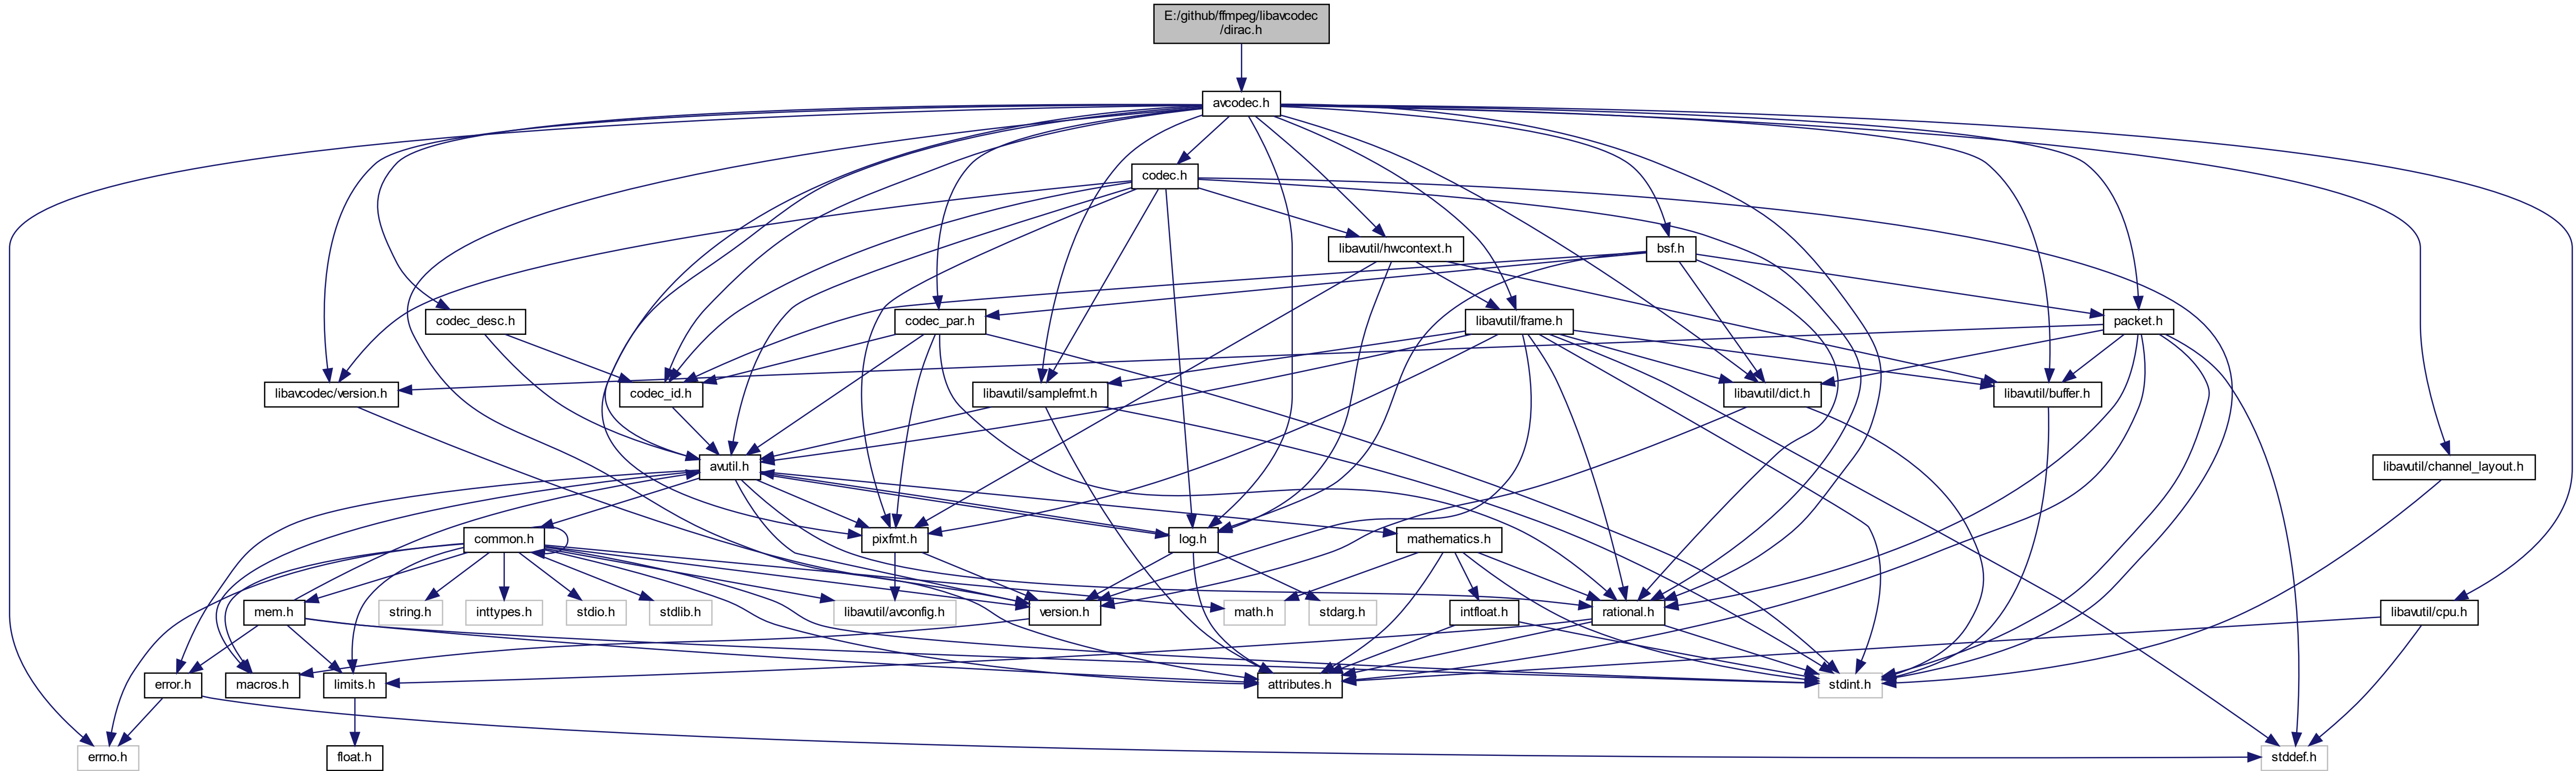 E:/github/ffmpeg/libavcodec
/dirac.h
avcodec.h
codec.h
libavutil/hwcontext.h
bsf.h
codec_desc.h
codec_par.h
libavutil/frame.h
packet.h
libavcodec/version.h
codec_id.h
libavutil/samplefmt.h
libavutil/dict.h
libavutil/buffer.h
avutil.h
libavutil/channel_layout.h
common.h
pixfmt.h
log.h
mathematics.h
mem.h
string.h
inttypes.h
stdio.h
stdlib.h
libavutil/avconfig.h
version.h
math.h
stdarg.h
intfloat.h
rational.h
libavutil/cpu.h
error.h
macros.h
limits.h
attributes.h
stdint.h
errno.h
float.h
stddef.h